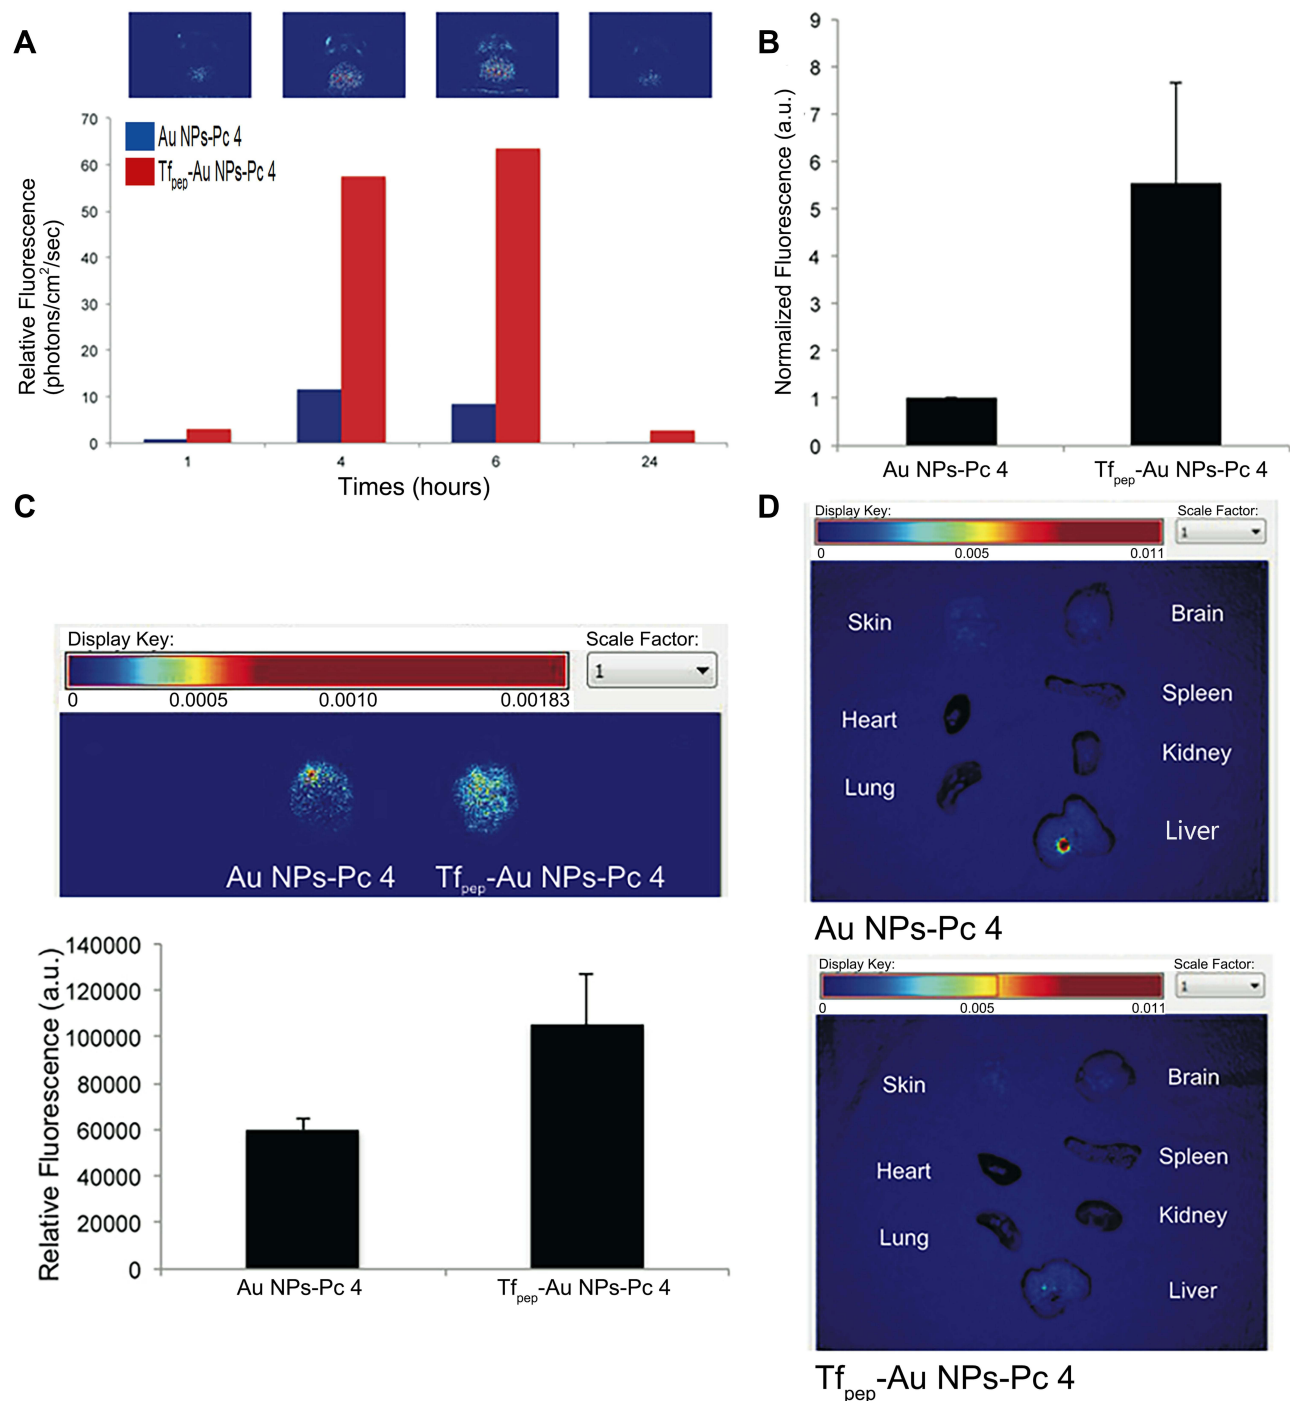 A
Au NPs-Pc 4
Tfpep-Au NPs-Pc 4
Relative Fluorescence
(photons/cm2/sec)
70
60
50
40
30
20
10
0
1 4 6 24
Times (hours)
B
Normalized Fluorescence (a.u.)
9
8
7
6
5
4
3
2
1
0
Au NPs-Pc 4 Tfpep-Au NPs-Pc 4
C
Display Key: Scale Factor:
1
0 0.0005 0.0010 0.00183
Au NPs-Pc 4 Tfpep-Au NPs-Pc 4
Relative Fluorescence (a.u.)
140000
120000
100000
80000
60000
40000
20000
0
Au NPs-Pc 4 Tfpep-Au NPs-Pc 4
D
Display Key: Scale Factor:
1
0 0.005 0.011
Skin Brain
Spleen
Heart
Kidney
Lung
Liver
Au NPs-Pc 4
Display Key: Scale Factor:
1
0 0.005 0.011
Skin Brain
Spleen
Heart
Kidney
Lung
Liver
Tfpep-Au NPs-Pc 4